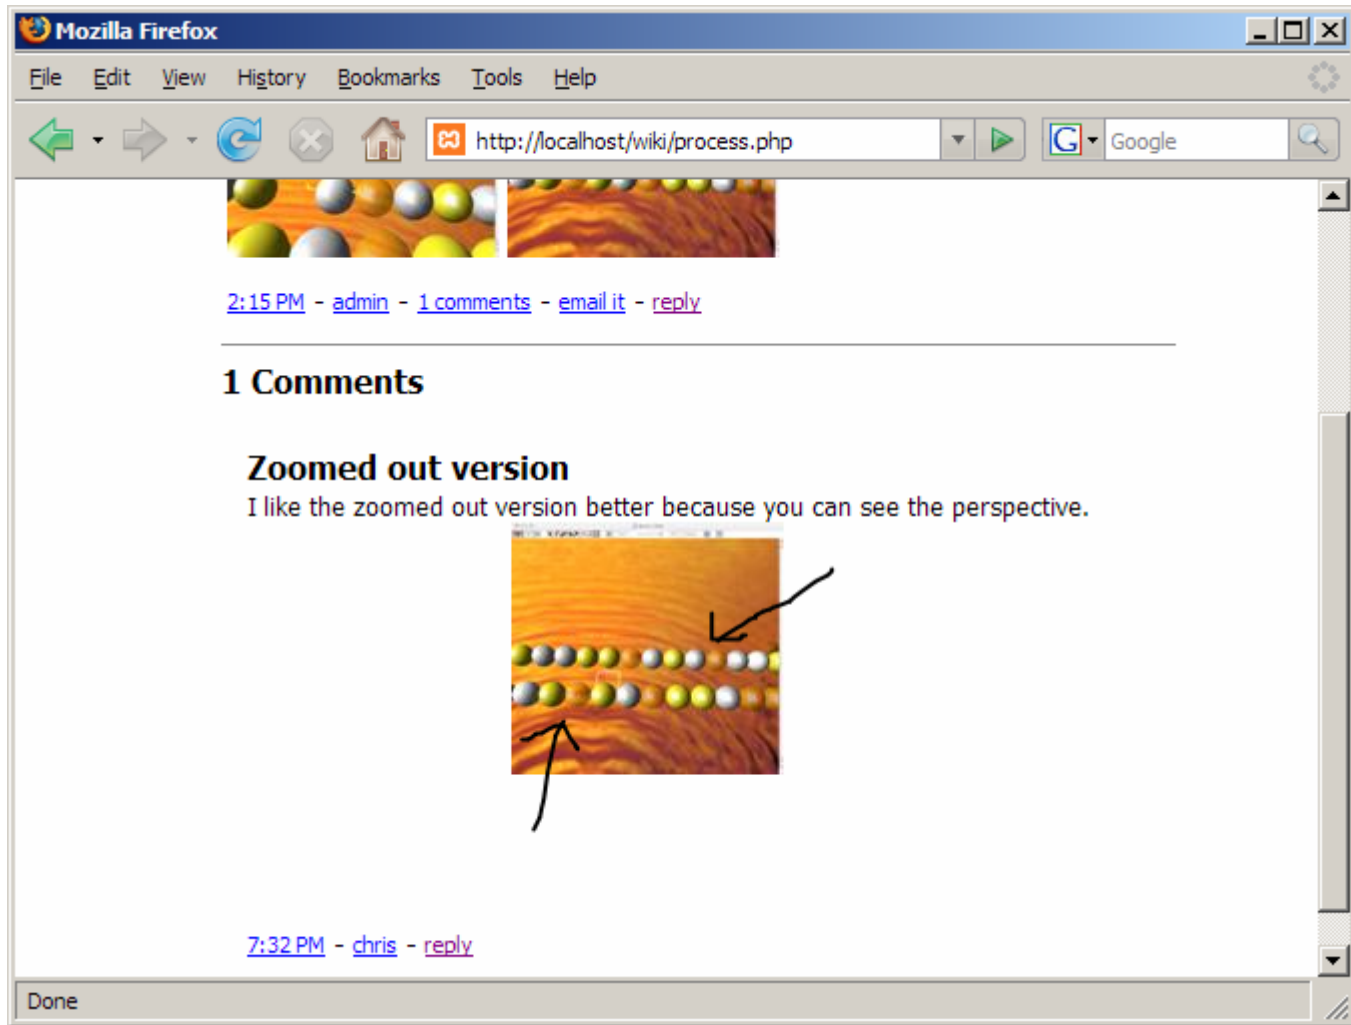 Mozilla Firefox
File Edit View History Bookmarks Tools Help
http://localhost/wiki/process.php G Google
2:15 PM - admin - 1 comments - email it - reply
1 Comments
Zoomed out version
I like the zoomed out version better because you can see the perspective.
7:32 PM - chris - reply
Done